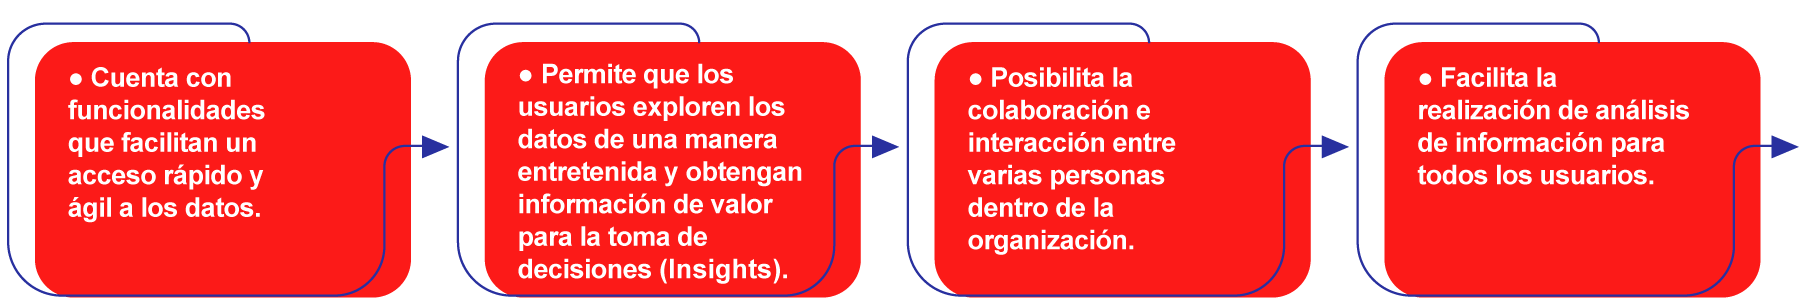 ● Cuenta con
funcionalidades
que facilitan un
acceso rápido y
ágil a los datos.
● Permite que los
usuarios exploren los
datos de una manera
entretenida y obtengan
información de valor
para la toma de
decisiones (Insights).
● Posibilita la
colaboración e
interacción entre
varias personas
dentro de la
organización.
● Facilita la
realización de análisis
de información para
todos los usuarios.